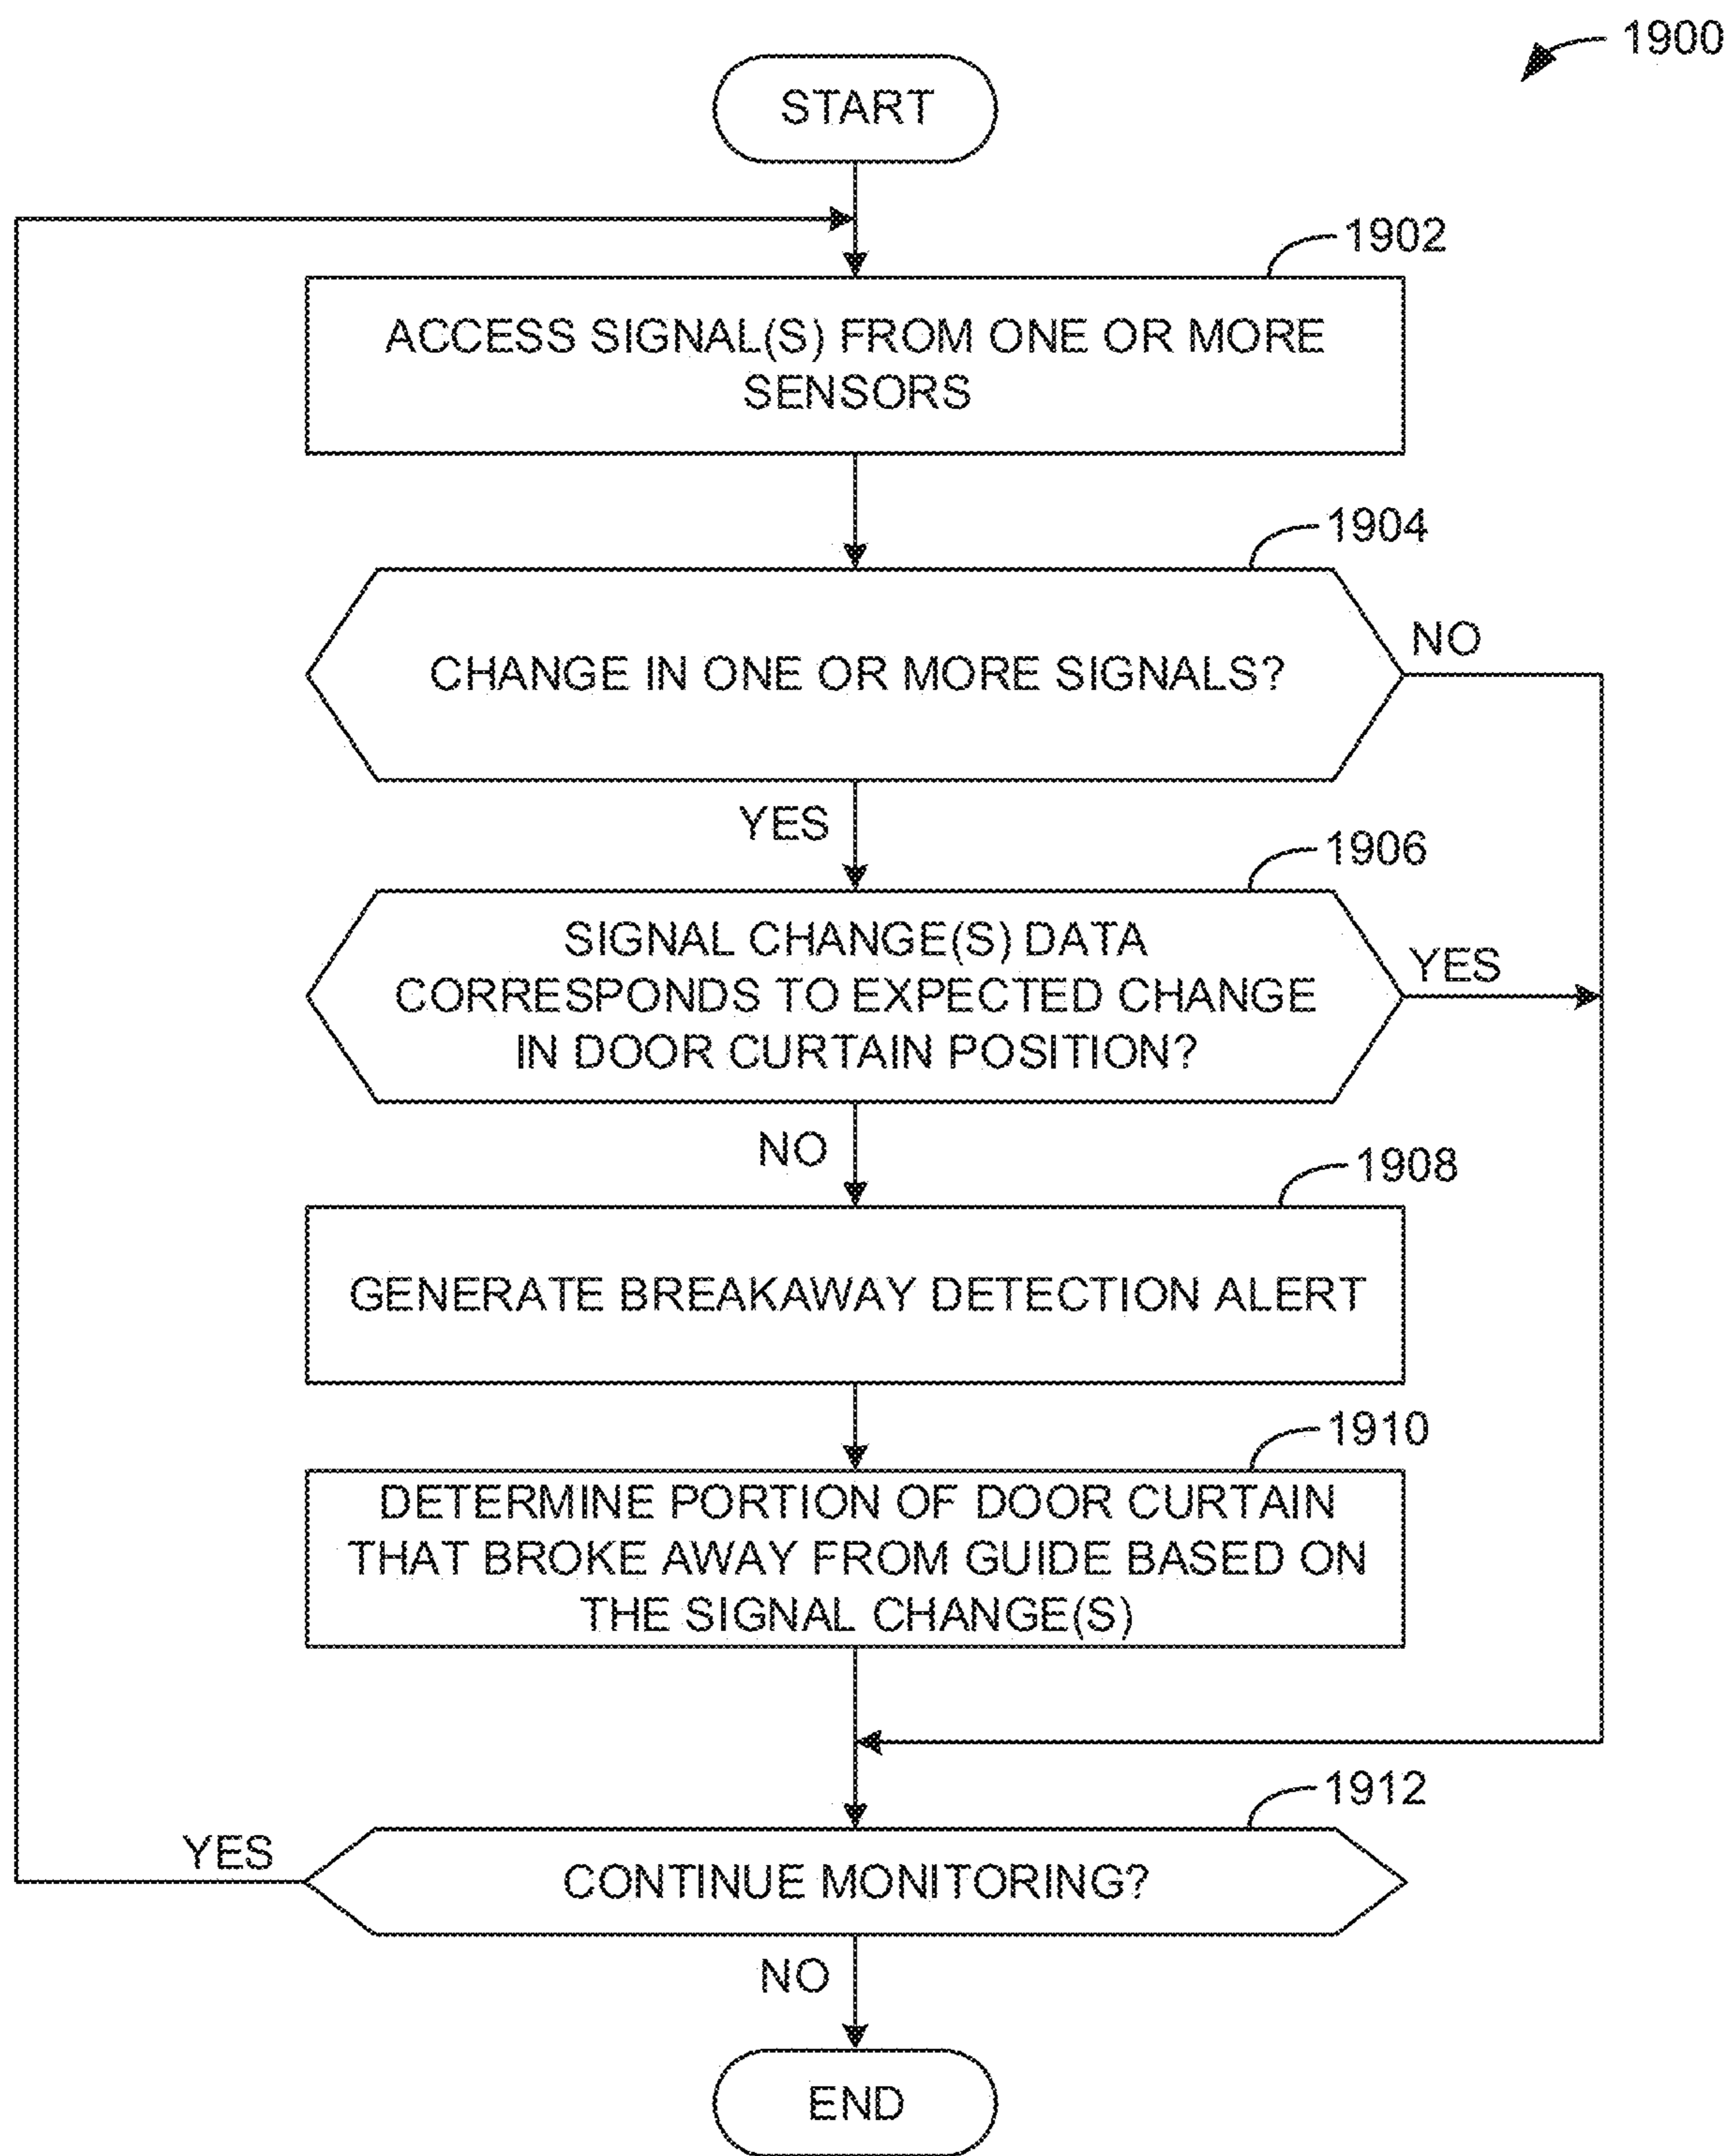 1900
START
1902
ACCESS SIGNAL(S) FROM ONE OR MORE
SENSORS
1904
CHANGE IN ONE OR MORE SIGNALS?
NO
YES
1906
SIGNAL CHANGE(S) DATA
CORRESPONDS TO EXPECTED CHANGE
IN DOOR CURTAIN POSITION?
YES
NO
1908
GENERATE BREAKAWAY DETECTION ALERT
1910
DETERMINE PORTION OF DOOR CURTAIN
THAT BROKE AWAY FROM GUIDE BASED ON
THE SIGNAL CHANGE(S)
1912
YES
CONTINUE MONITORING?
NO
END